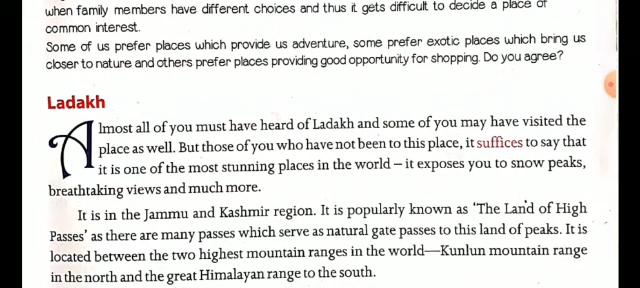 when family members have different choices and thus it gets difficult to decide a place of
common interest.
Some of us prefer places which provide us adventure, some prefer exotic places which bring us
closer to nature and others prefer places providing good opportunity for shopping. Do you agree?
Ladakh
Almost all of you must have heard of Ladakh and some of you may have visited the
place as well. But those of you who have not been to this place, it suffices to say that
it is one of the most stunning places in the world – it exposes you to snow peaks,
breathtaking views and much more.
It is in the Jammu and Kashmir region. It is popularly known as 'The Land of High
Passes' as there are many passes which serve as natural gate passes to this land of peaks. It is
located between the two highest mountain ranges in the world—Kunlun mountain range
in the north and the great Himalayan range to the south.